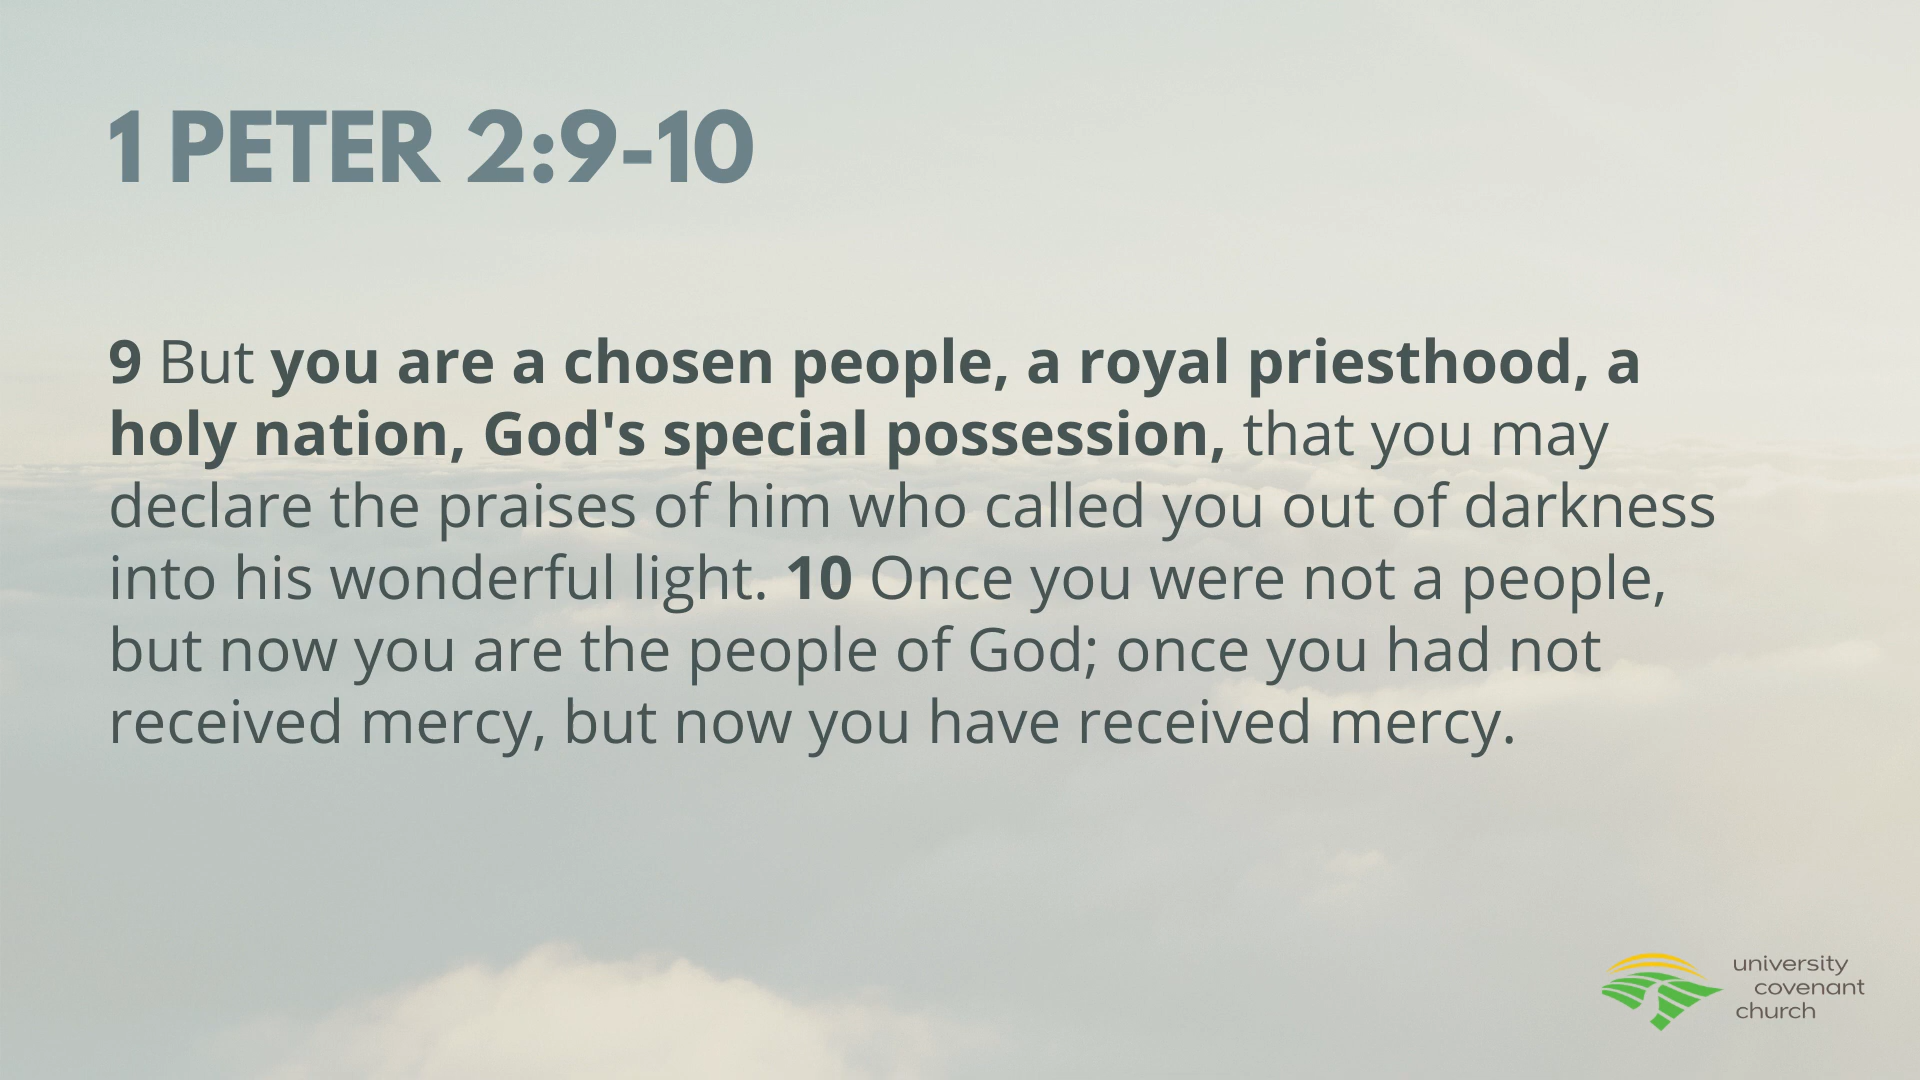 1 PETER 2:9-10
9 But you are a chosen people, a royal priesthood, a
holy nation, God's special possession, that you may
declare the praises of him who called you out of darkness
into his wonderful light. 10 Once you were not a people,
but now you are the people of God; once you had not
received mercy, but now you have received mercy.
university
covenant
church